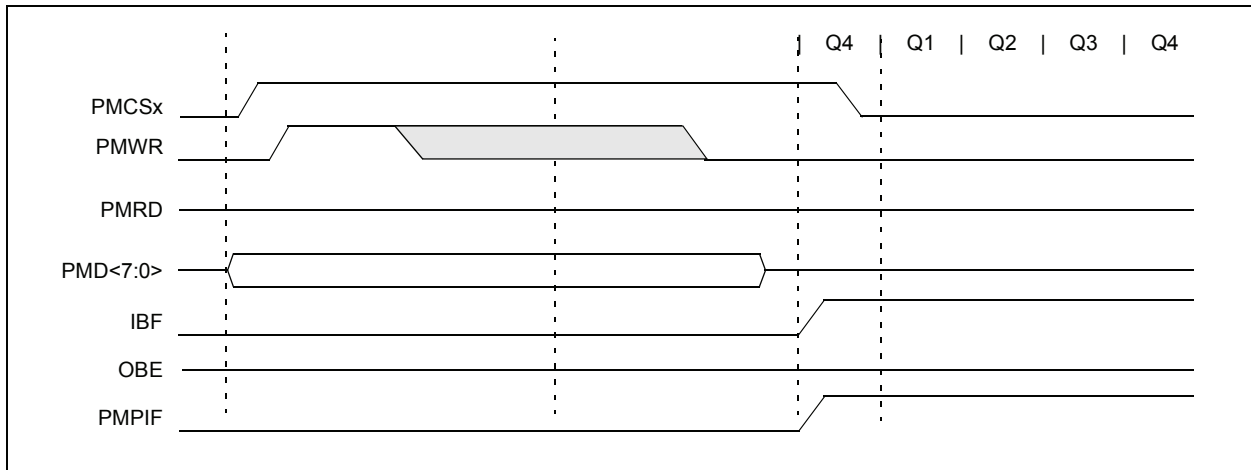 | Q4 | Q1 | Q2 | Q3 | Q4
PMCSx
PMWR
PMRD
PMD<7:0>
IBF
OBE
PMPIF